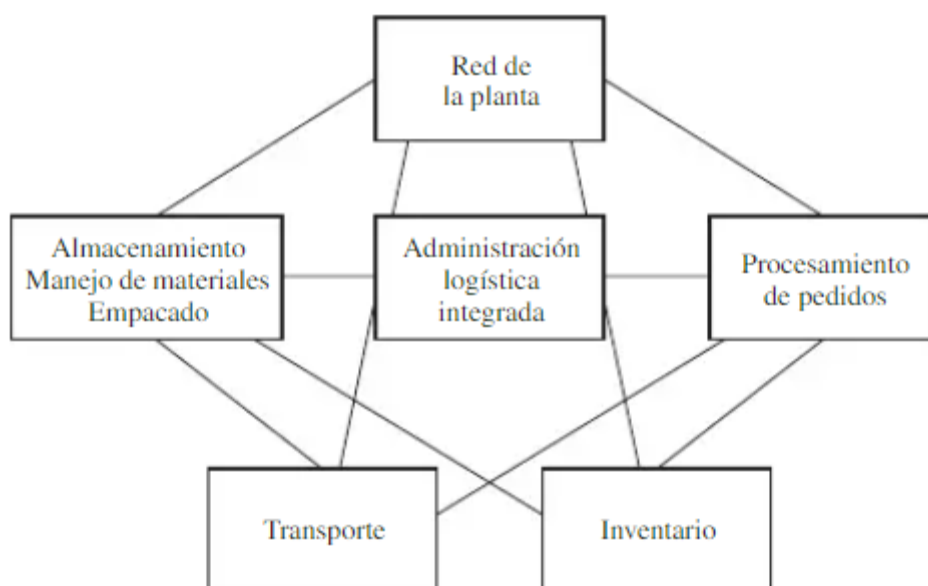 Red de
la planta
Almacenamiento
Manejo de materiales
Empacado
Administración
logística
integrada
Procesamiento
de pedidos
Transporte
Inventario